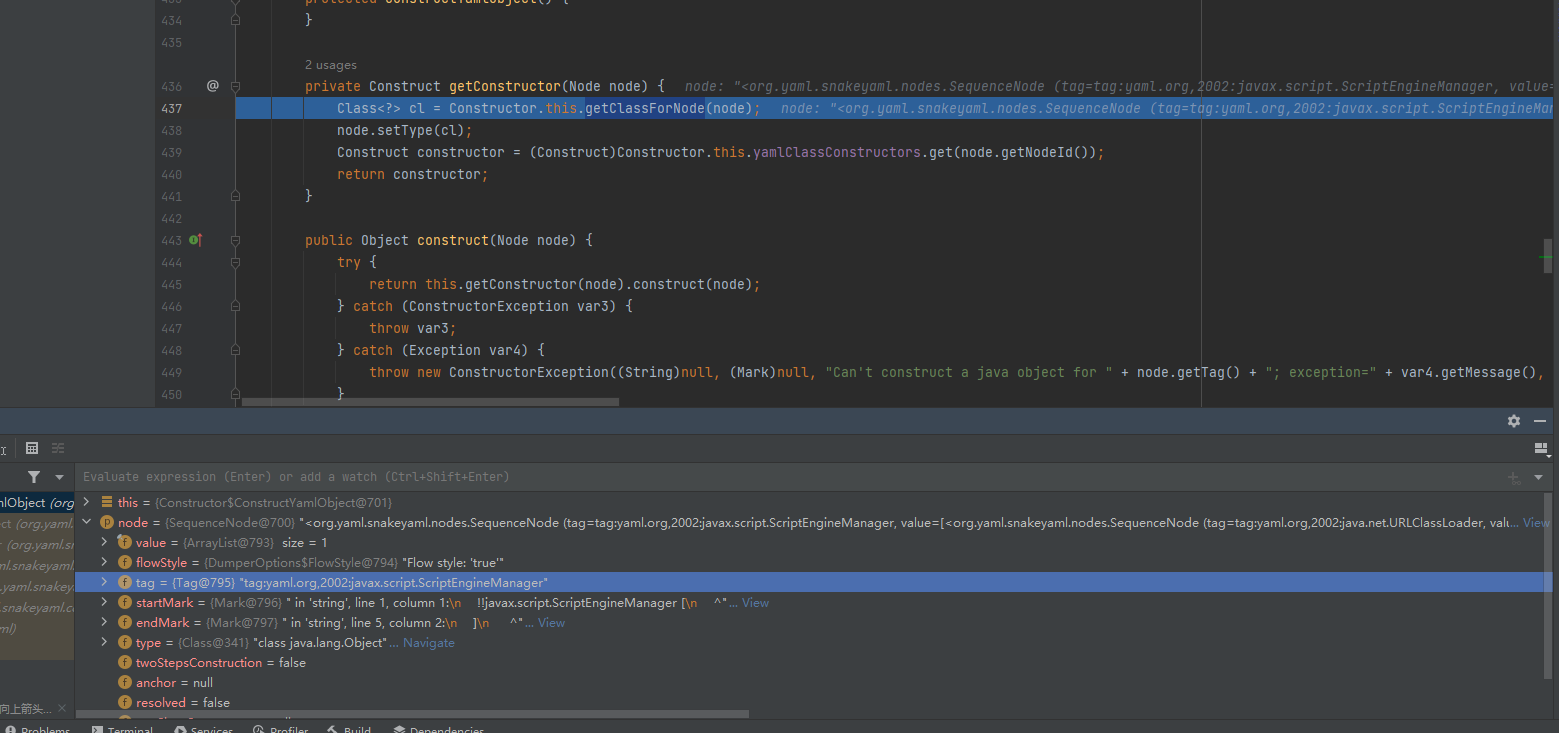 434 }
435
2 usages
436 @ private Construct getConstructor(Node node) { node: "<org.yaml.snakeyaml.nodes.SequenceNode (tag=tag:yaml.org,2002:javax.script.ScriptEngineManager, value=
437 Class<?> cl = Constructor.this.getClassForNode(node); node: "<org.yaml.snakeyaml.nodes.SequenceNode (tag=tag:yaml.org,2002:javax.script.ScriptEngineMan
438 node.setType(cl);
439 Construct constructor = (Construct)Constructor.this.yamlClassConstructors.get(node.getNodeId());
440 return constructor;
441 }
442
443 public Object construct(Node node) {
444 try {
445 return this.getConstructor(node).construct(node);
446 } catch (ConstructorException var3) {
447 throw var3;
448 } catch (Exception var4) {
449 throw new ConstructorException((String)null, (Mark)null, "Can't construct a java object for " + node.getTag() + "; exception=" + var4.getMessage(),
450 }
Evaluate expression (Enter) or add a watch (Ctrl+Shift+Enter)
mlObject (org
this = {Constructor$ConstructYamlObject@701}
ct (org.yaml.
node = {SequenceNode@700} "<org.yaml.snakeyaml.nodes.SequenceNode (tag=tag:yaml.org,2002:javax.script.ScriptEngineManager, value=[<org.yaml.snakeyaml.nodes.SequenceNode (tag=tag:yaml.org,2002:java.net.URLClassLoader, valu... View
(org.yaml.sn
value = {ArrayList@793} size = 1
ml.snakeyaml.
flowStyle = {DumperOptions$FlowStyle@794} "Flow style: 'true'"
.yaml.snakey
tag = {Tag@795} "tag:yaml.org,2002:javax.script.ScriptEngineManager"
.snakeyaml.c
startMark = {Mark@796} " in 'string', line 1, column 1:\n !!javax.script.ScriptEngineManager [\n ^"... View
ml)
endMark = {Mark@797} " in 'string', line 5, column 2:\n ]\n ^"... View
type = {Class@341} "class java.lang.Object"... Navigate
twoStepsConstruction = false
anchor = null
resolved = false
向上箭头...
Problems Terminal Services Profiler Build Dependencies